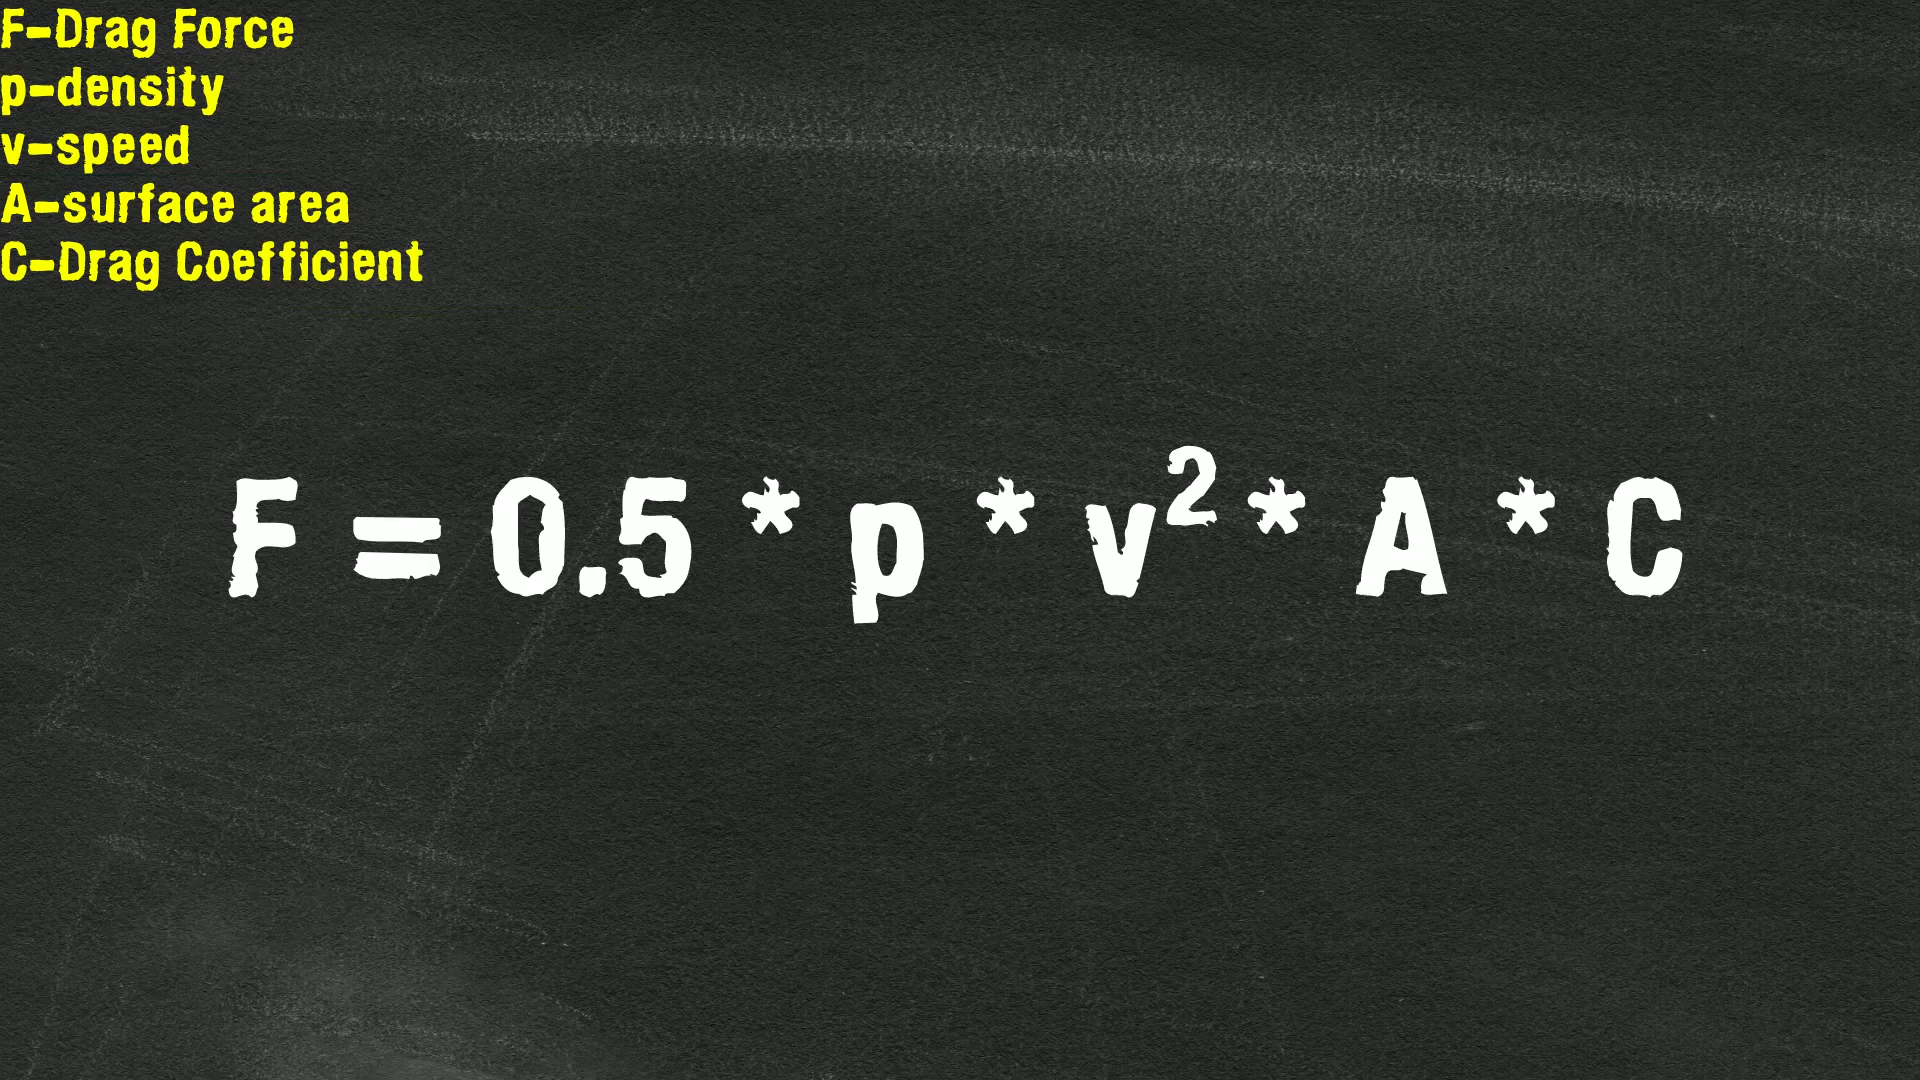 F-Drag Force
p-density
v-speed
A-surface area
C-Drag Coefficient
F = 0.5 * p * v² * A * C